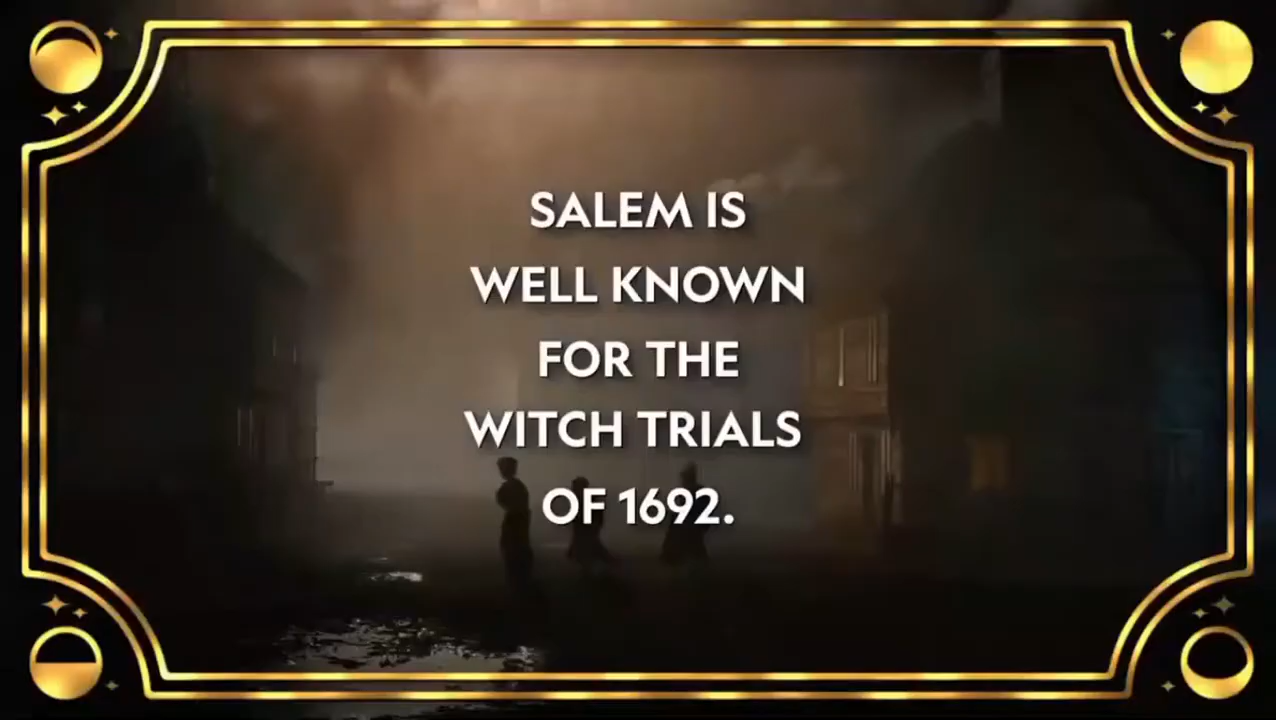 SALEM IS
WELL KNOWN
FOR THE
WITCH TRIALS
OF 1692.